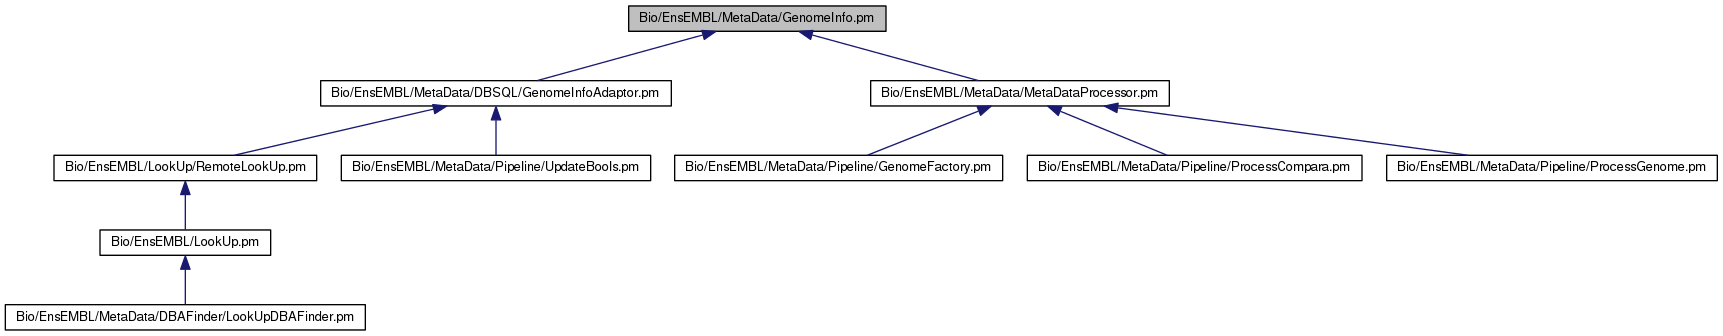 Bio/EnsEMBL/MetaData/GenomeInfo.pm
Bio/EnsEMBL/MetaData/DBSQL/GenomeInfoAdaptor.pm
Bio/EnsEMBL/MetaData/MetaDataProcessor.pm
Bio/EnsEMBL/LookUp/RemoteLookUp.pm
Bio/EnsEMBL/MetaData/Pipeline/UpdateBools.pm
Bio/EnsEMBL/MetaData/Pipeline/GenomeFactory.pm
Bio/EnsEMBL/MetaData/Pipeline/ProcessCompara.pm
Bio/EnsEMBL/MetaData/Pipeline/ProcessGenome.pm
Bio/EnsEMBL/LookUp.pm
Bio/EnsEMBL/MetaData/DBAFinder/LookUpDBAFinder.pm